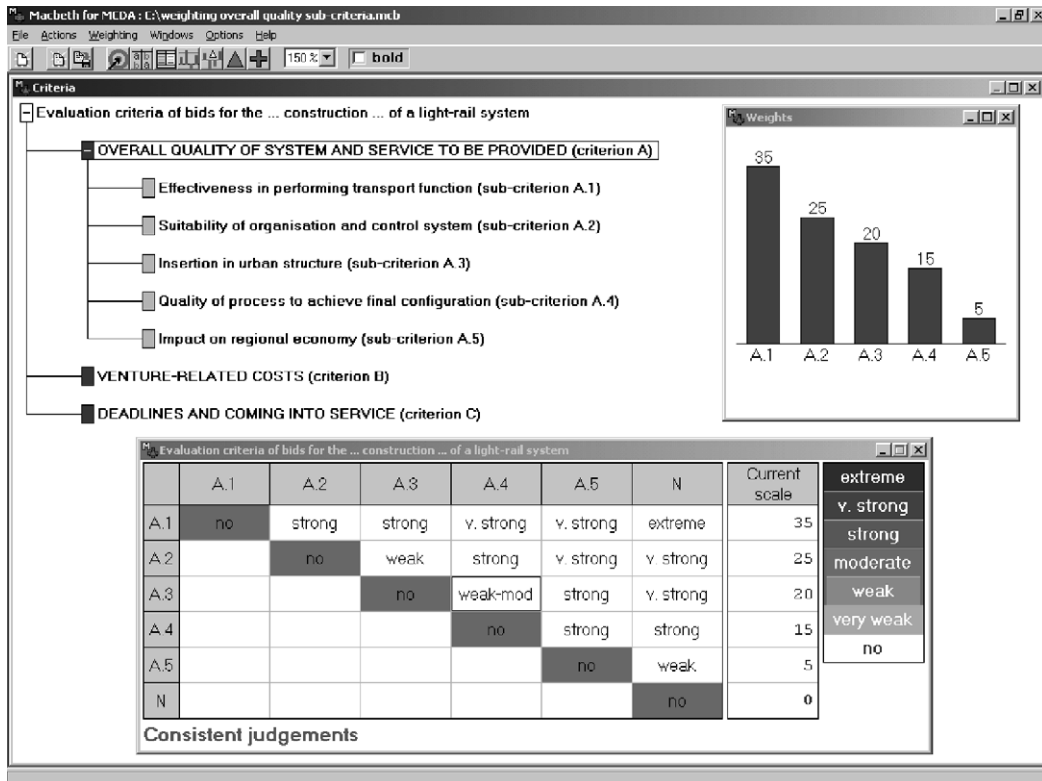 Macbeth for MCDA : C:\weighting overall quality sub-criteria.mcb
File Actions Weighting Windows Options Help
150 % bold
Criteria
Evaluation criteria of bids for the ... construction ... of a light-rail system
OVERALL QUALITY OF SYSTEM AND SERVICE TO BE PROVIDED (criterion A)
Effectiveness in performing transport function (sub-criterion A.1)
Suitability of organisation and control system (sub-criterion A.2)
Insertion in urban structure (sub-criterion A.3)
Quality of process to achieve final configuration (sub-criterion A.4)
Impact on regional economy (sub-criterion A.5)
VENTURE-RELATED COSTS (criterion B)
DEADLINES AND COMING INTO SERVICE (criterion C)
Weights
35
25
20
15
5
A.1 A.2 A.3 A.4 A.5
Evaluation criteria of bids for the ... construction ... of a light-rail system
A.1 A.2 A.3 A.4 A.5 N Current scale
A.1 no strong strong v. strong v. strong extreme 35
A.2 no weak strong v. strong v. strong 25
A.3 no weak-mod strong v. strong 20
A.4 no strong strong 15
A.5 no weak 5
N no 0
extreme
v. strong
strong
moderate
weak
very weak
no
Consistent judgements